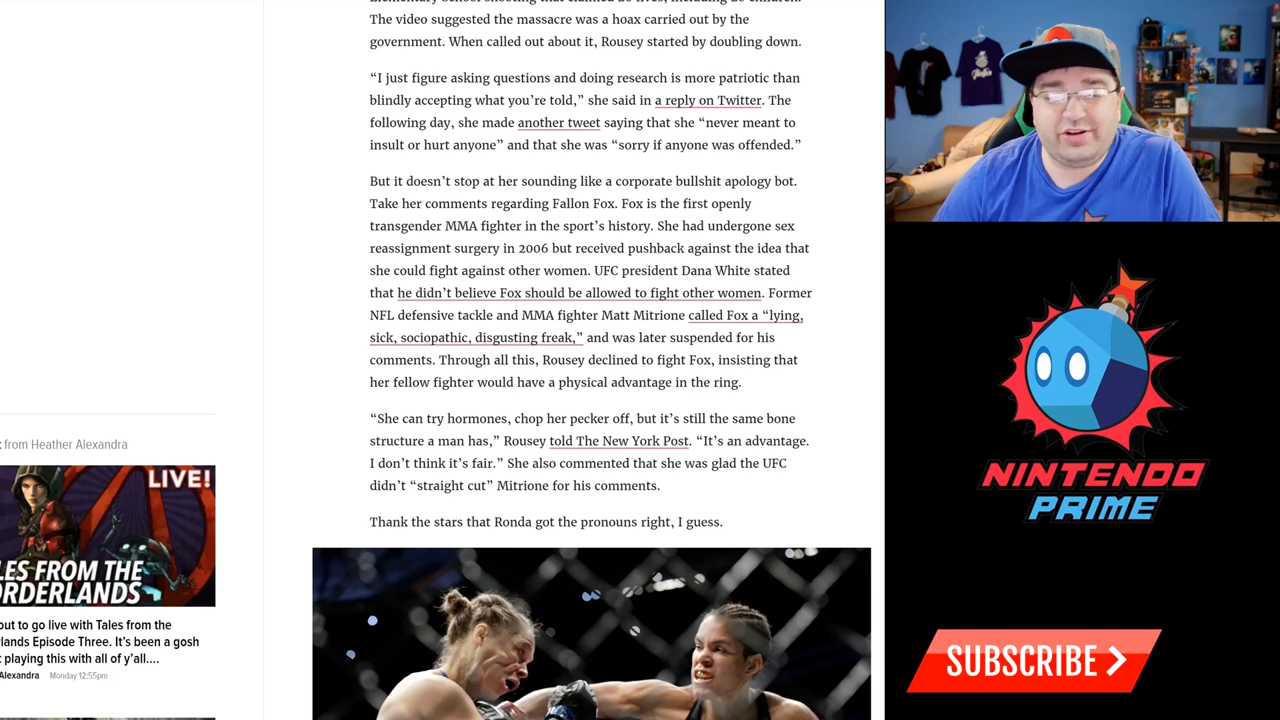 The video suggested the massacre was a hoax carried out by the
government. When called out about it, Rousey started by doubling down.
“I just figure asking questions and doing research is more patriotic than
blindly accepting what you’re told,” she said in a reply on Twitter. The
following day, she made another tweet saying that she “never meant to
insult or hurt anyone” and that she was “sorry if anyone was offended.”
But it doesn’t stop at her sounding like a corporate bullshit apology bot.
Take her comments regarding Fallon Fox. Fox is the first openly
transgender MMA fighter in the sport’s history. She had undergone sex
reassignment surgery in 2006 but received pushback against the idea that
she could fight against other women. UFC president Dana White stated
that he didn’t believe Fox should be allowed to fight other women. Former
NFL defensive tackle and MMA fighter Matt Mitrione called Fox a “lying,
sick, sociopathic, disgusting freak,” and was later suspended for his
comments. Through all this, Rousey declined to fight Fox, insisting that
her fellow fighter would have a physical advantage in the ring.
“She can try hormones, chop her pecker off, but it’s still the same bone
structure a man has,” Rousey told The New York Post. “It’s an advantage.
I don’t think it’s fair.” She also commented that she was glad the UFC
didn’t “straight cut” Mitrione for his comments.
Thank the stars that Ronda got the pronouns right, I guess.
from Heather Alexandra
LIVE!
LES FROM THE
ORDERLANDS
out to go live with Tales from the
lands Episode Three. It’s been a gosh
playing this with all of y’all....
Alexandra Monday 12:55pm
NINTENDO
PRIME
SUBSCRIBE